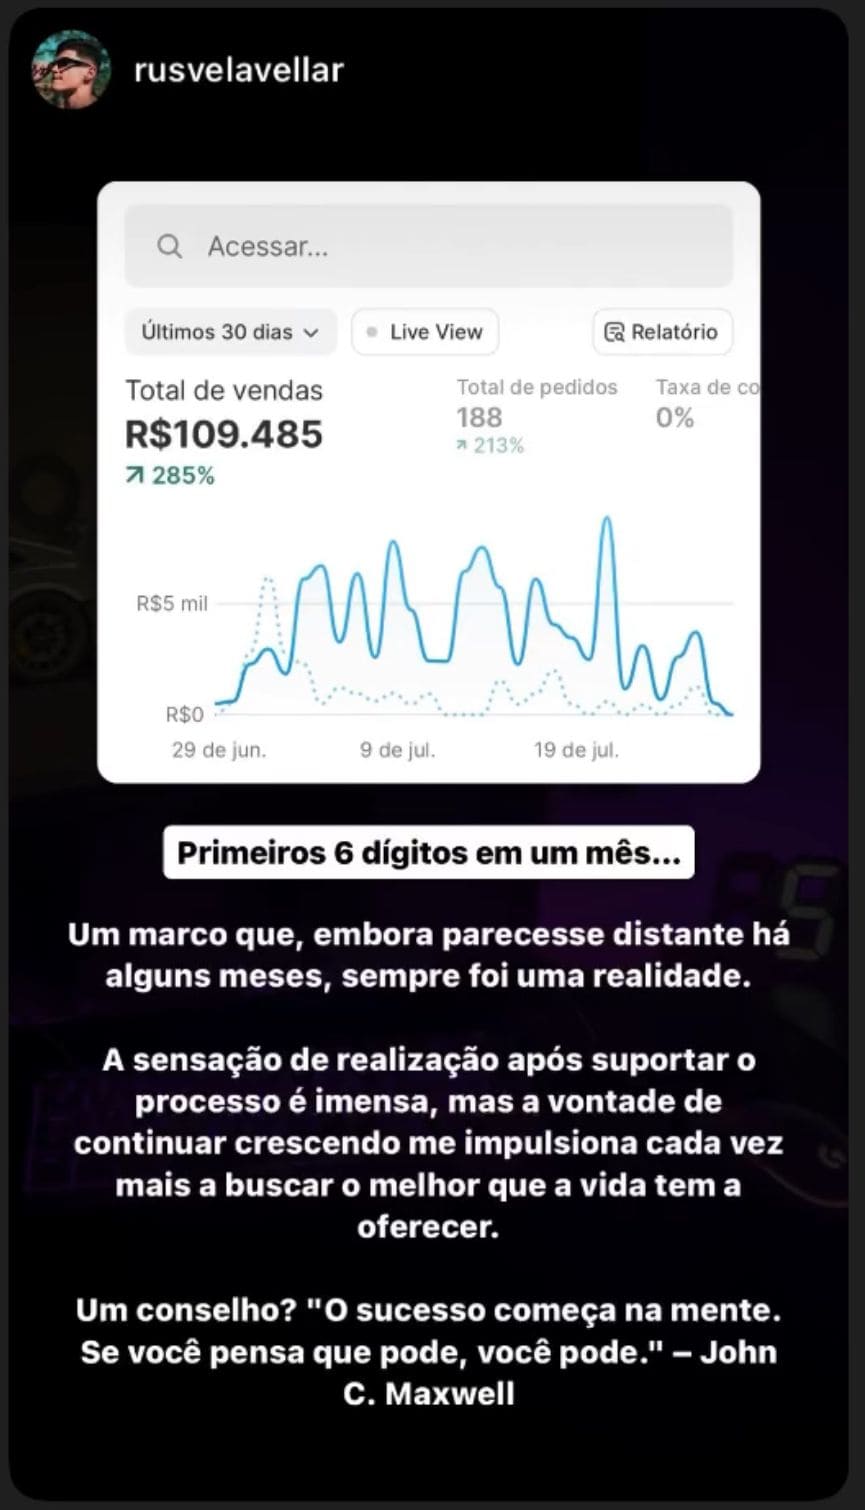 rusvelavellar
Acessar...
Últimos 30 dias
Live View
Relatório
Total de vendas
R$109.485
285%
Total de pedidos
188
213%
Taxa de co
0%
R$5 mil
R$0
29 de jun.
9 de jul.
19 de jul.
Primeiros 6 dígitos em um mês...
Um marco que, embora parecesse distante há
alguns meses, sempre foi uma realidade.
A sensação de realização após suportar o
processo é imensa, mas a vontade de
continuar crescendo me impulsiona cada vez
mais a buscar o melhor que a vida tem a
oferecer.
Um conselho? "O sucesso começa na mente.
Se você pensa que pode, você pode." – John
C. Maxwell